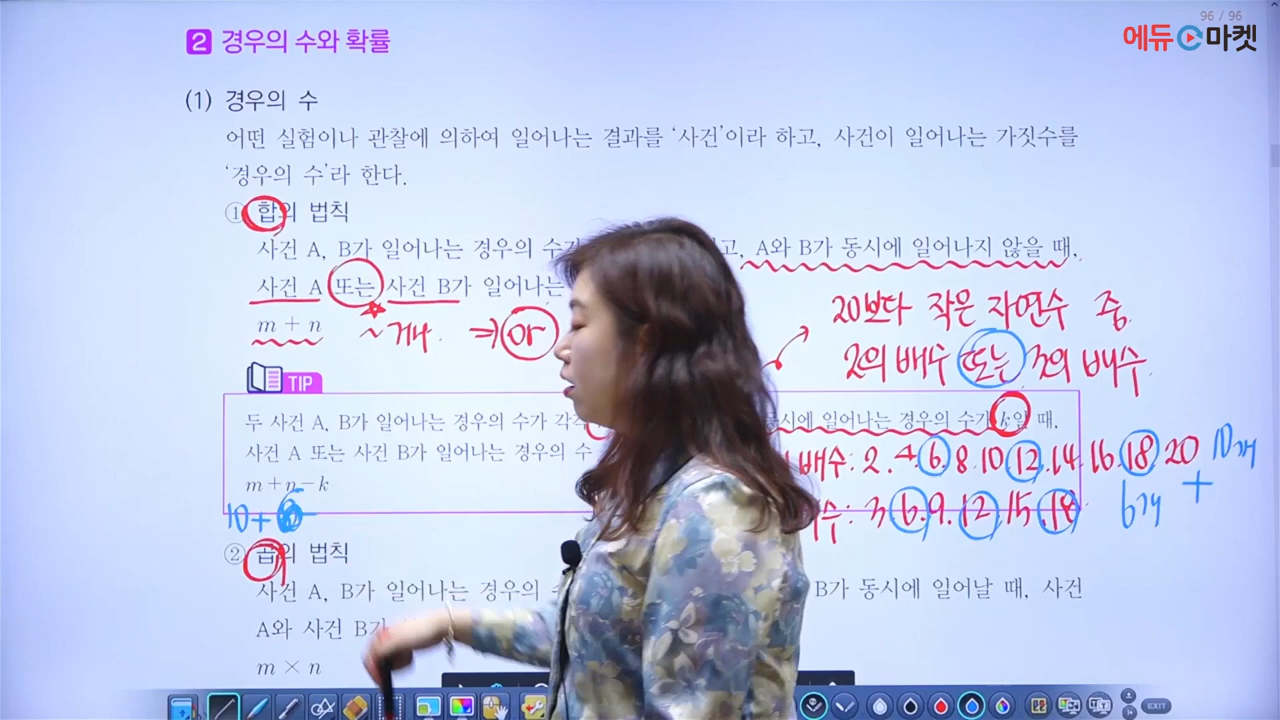 96 / 96
에듀 마켓
2 경우의 수와 확률
(1) 경우의 수
어떤 실험이나 관찰에 의하여 일어나는 결과를 ‘사건’이라 하고, 사건이 일어나는 가짓수를
‘경우의 수’라 한다.
① 합의 법칙
사건 A, B가 일어나는 경우의 수가 고, A와 B가 동시에 일어나지 않을 때,
사건 A 또는 사건 B가 일어나는
20보다 작은 자연수 중
m + n
~거나. ⇒ or
2의 배수 또는 3의 배수.
TIP
두 사건 A, B가 일어나는 경우의 수가 각각 동시에 일어나는 경우의 수가 k일 때,
사건 A 또는 사건 B가 일어나는 경우의 수
배수: 2.4.6.8.10.12.14.16.18.20 10개
m+n-k
배수: 3.6.9.12.15.18 6개 +
10+6-
② 곱의 법칙
사건 A, B가 일어나는 경우의 B가 동시에 일어날 때, 사건
A와 사건 B가
m × n
EXIT